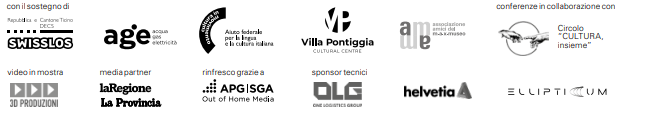 con il sostegno di
conferenze in collaborazione con
Repubblica e Cantone Ticino
DECS
SWISSLOS
age
acqua
gas
elettricità
Aiuto federale
per la lingua
e la cultura italiana
VP
Villa Pontiggia
CULTURAL CENTRE
am
associazione
amici del
m.a.x.museo
Circolo
"CULTURA,
insieme"
video in mostra
media partner
rinfresco grazie a
sponsor tecnici
3D PRODUZIONI
laRegione
La Provincia
APG|SGA
Out of Home Media
OLG
ONE LOGISTICS GROUP
helvetia
ELLIPTICUM